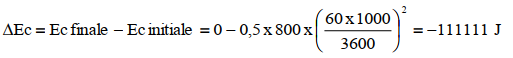 ΔEc = Ec finale − Ec initiale = 0 − 0,5 x 800 x (60 x 1000 / 3600)² = −111111 J